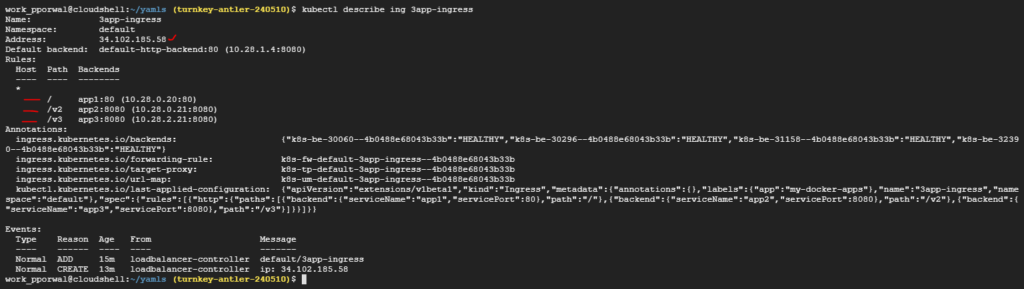 work_pporwal@cloudshell:~/yamls (turnkey-antler-240510)$ kubectl describe ing 3app-ingress
Name:             3app-ingress
Namespace:        default
Address:          34.102.185.58
Default backend:  default-http-backend:80 (10.28.1.4:8080)
Rules:
  Host  Path  Backends
  ----  ----  --------
  *
        /     app1:80 (10.28.0.20:80)
        /v2   app2:8080 (10.28.0.21:8080)
        /v3   app3:8080 (10.28.2.21:8080)
Annotations:
  ingress.kubernetes.io/backends:                    {"k8s-be-30060--4b0488e68043b33b":"HEALTHY","k8s-be-30296--4b0488e68043b33b":"HEALTHY","k8s-be-31158--4b0488e68043b33b":"HEALTHY","k8s-be-3239
0--4b0488e68043b33b":"HEALTHY"}
  ingress.kubernetes.io/forwarding-rule:             k8s-fw-default-3app-ingress--4b0488e68043b33b
  ingress.kubernetes.io/target-proxy:                k8s-tp-default-3app-ingress--4b0488e68043b33b
  ingress.kubernetes.io/url-map:                     k8s-um-default-3app-ingress--4b0488e68043b33b
  kubectl.kubernetes.io/last-applied-configuration:  {"apiVersion":"extensions/v1beta1","kind":"Ingress","metadata":{"annotations":{},"labels":{"app":"my-docker-apps"},"name":"3app-ingress","name
space":"default"},"spec":{"rules":[{"http":{"paths":[{"backend":{"serviceName":"app1","servicePort":80},"path":"/"},{"backend":{"serviceName":"app2","servicePort":8080},"path":"/v2"},{"backend":{
"serviceName":"app3","servicePort":8080},"path":"/v3"}]}}]}}
Events:
  Type    Reason  Age  From                     Message
  ----    ------  ---- ----                     -------
  Normal  ADD     15m  loadbalancer-controller  default/3app-ingress
  Normal  CREATE  13m  loadbalancer-controller  ip: 34.102.185.58
work_pporwal@cloudshell:~/yamls (turnkey-antler-240510)$